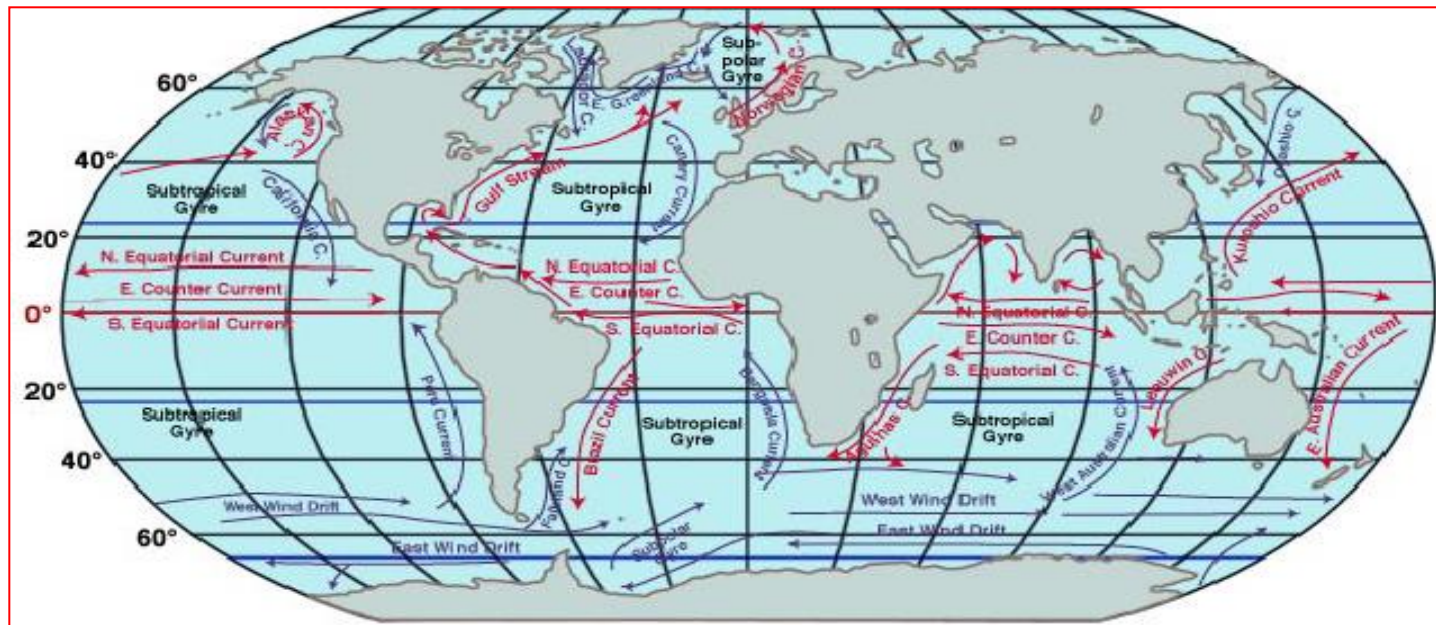 60°
40°
20°
0°
20°
40°
60°
Labrador C.
E. Greenland C.
Sub-
polar
Gyre
Norwegian C.
Alaskan C.
Subtropical
Gyre
California C.
Gulf Stream
Subtropical
Gyre
Canary Current
Oyashio C.
Kuroshio Current
N. Equatorial Current
E. Counter Current
S. Equatorial Current
N. Equatorial C.
E. Counter C.
S. Equatorial C.
N. Equatorial C.
E. Counter C.
S. Equatorial C.
Subtropical
Gyre
Peru Current
Brazil Current
Subtropical
Gyre
Benguela Current
Agulhas C.
Subtropical
Gyre
West Australian Current
Leeuwin C.
E. Australian Current
West Wind Drift
Falkland C.
West Wind Drift
East Wind Drift
Subpolar
Gyre
East Wind Drift